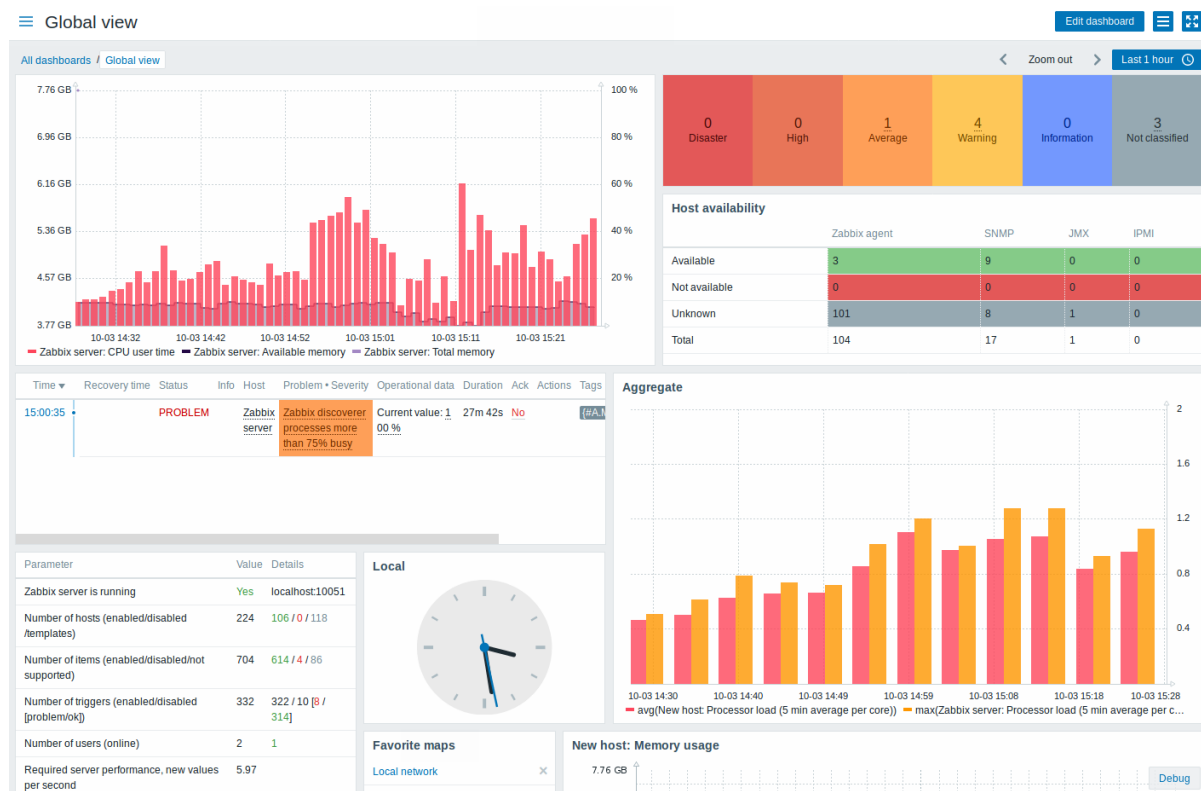 Global view
Edit dashboard
All dashboards / Global view
Zoom out
Last 1 hour
7.76 GB
6.96 GB
6.16 GB
5.36 GB
4.57 GB
3.77 GB
100 %
80 %
60 %
40 %
20 %
10-03 14:32 10-03 14:42 10-03 14:52 10-03 15:01 10-03 15:11 10-03 15:21
Zabbix server: CPU user time Zabbix server: Available memory Zabbix server: Total memory
0 0 1 4 0 3
Disaster High Average Warning Information Not classified
Host availability
Zabbix agent SNMP JMX IPMI
Available 3 9 0 0
Not available 0 0 0 0
Unknown 101 8 1 0
Total 104 17 1 0
Time Recovery time Status Info Host Problem • Severity Operational data Duration Ack Actions Tags
15:00:35 PROBLEM Zabbix Zabbix discoverer Current value: 1 27m 42s No
server processes more 00 %
than 75% busy
Aggregate
2
1.6
1.2
0.8
0.4
10-03 14:30 10-03 14:40 10-03 14:49 10-03 14:59 10-03 15:08 10-03 15:18 10-03 15:28
avg(New host: Processor load (5 min average per core)) max(Zabbix server: Processor load (5 min average per c...
Parameter Value Details
Zabbix server is running Yes localhost:10051
Number of hosts (enabled/disabled 224 106 / 0 / 118
/templates)
Number of items (enabled/disabled/not 704 614 / 4 / 86
supported)
Number of triggers (enabled/disabled 332 322 / 10 [8 /
[problem/ok]) 314]
Number of users (online) 2 1
Required server performance, new values 5.97
per second
Local
Favorite maps
Local network
New host: Memory usage
7.76 GB
Debug